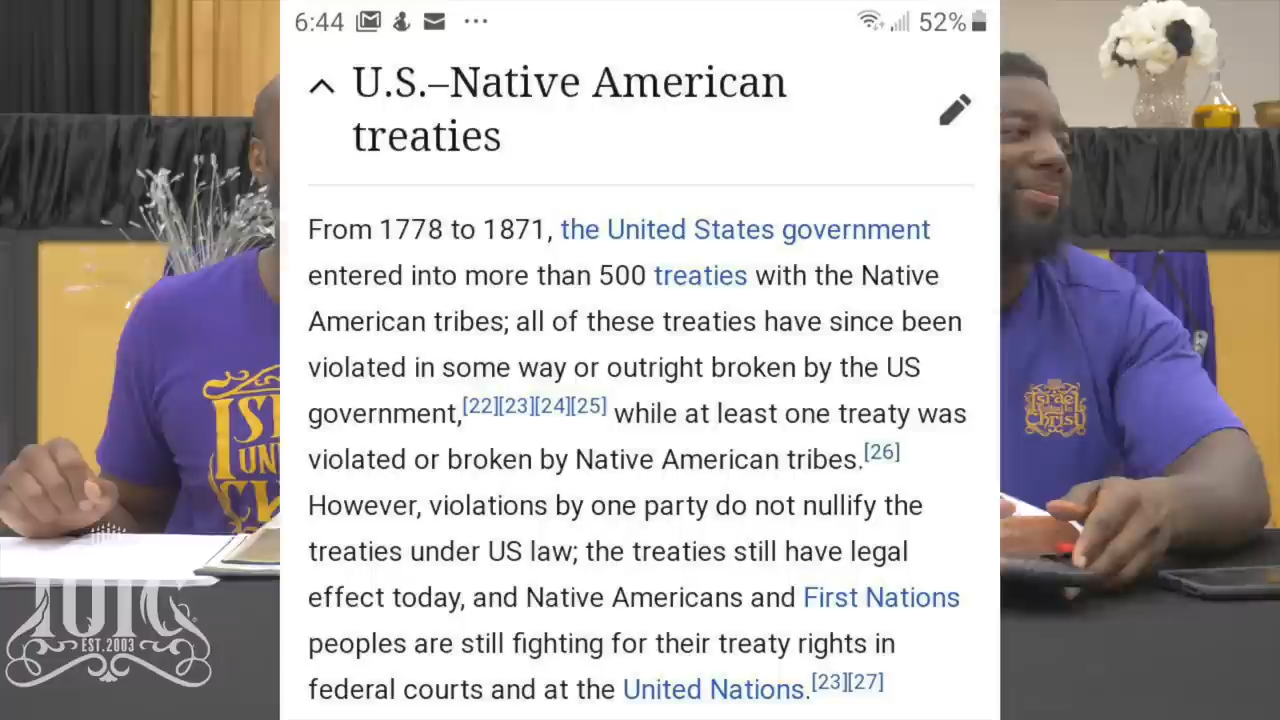 6:44
52%
U.S.–Native American
treaties
From 1778 to 1871, the United States government
entered into more than 500 treaties with the Native
American tribes; all of these treaties have since been
violated in some way or outright broken by the US
government,[22][23][24][25] while at least one treaty was
violated or broken by Native American tribes.[26]
However, violations by one party do not nullify the
treaties under US law; the treaties still have legal
effect today, and Native Americans and First Nations
peoples are still fighting for their treaty rights in
federal courts and at the United Nations.[23][27]
UN
Israel
Christ
IUIC
EST.2003